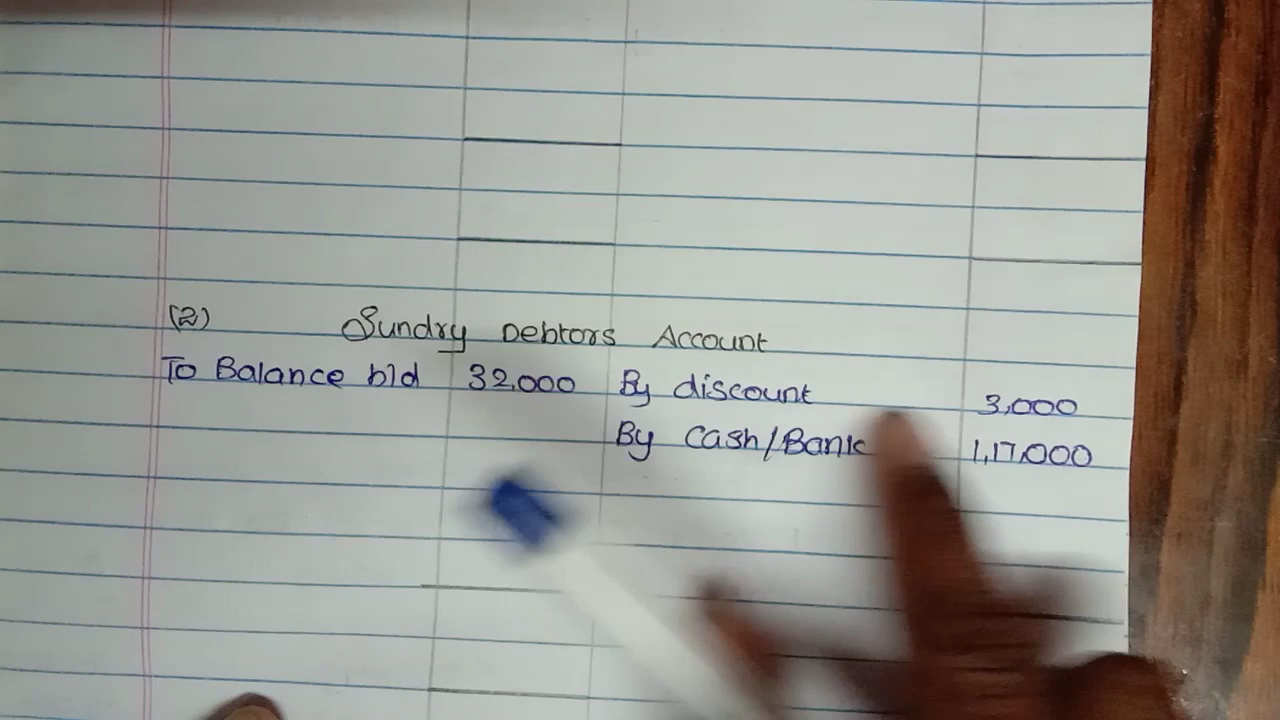 (2) Sundry Debtors Account
To Balance b/d 32,000 By discount 3,000
By Cash/Bank 1,17,000